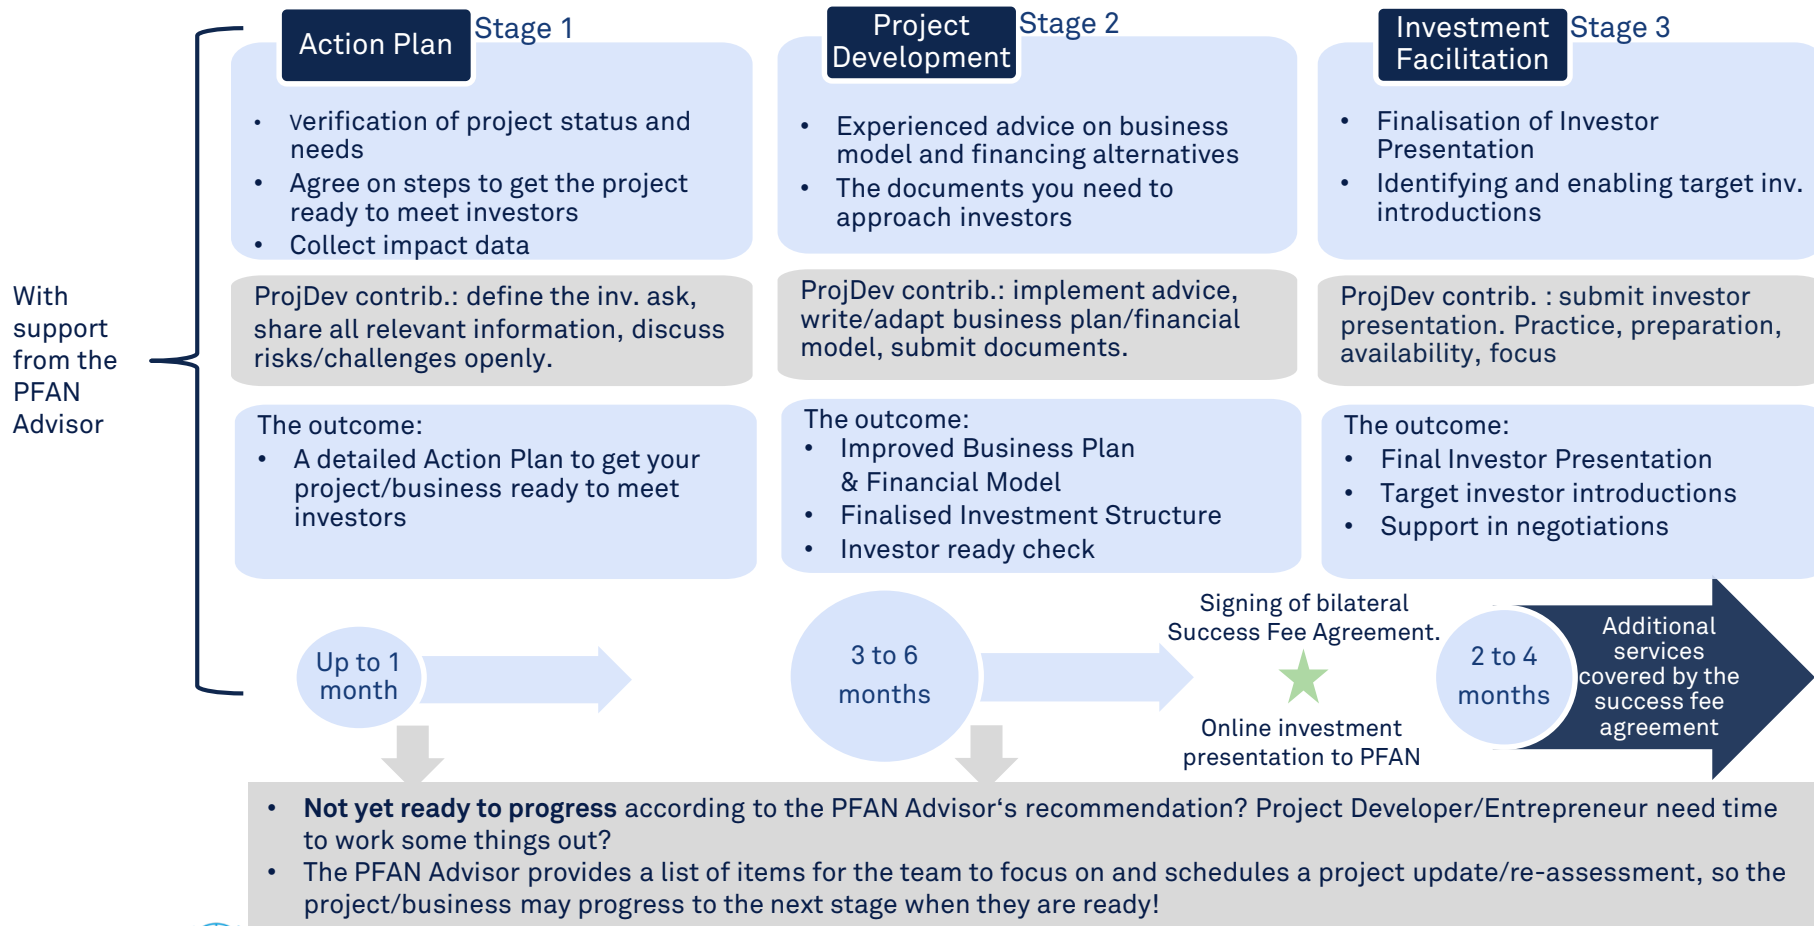 With
support
from the
PFAN
Advisor
Action Plan
Stage 1
• verification of project status and
needs
• Agree on steps to get the project
ready to meet investors
• Collect impact data
ProjDev contrib.: define the inv. ask,
share all relevant information, discuss
risks/challenges openly.
The outcome:
• A detailed Action Plan to get your
project/business ready to meet
investors
Up to 1
month
Project
Development
Stage 2
• Experienced advice on business
model and financing alternatives
• The documents you need to
approach investors
ProjDev contrib.: implement advice,
write/adapt business plan/financial
model, submit documents.
The outcome:
• Improved Business Plan
& Financial Model
• Finalised Investment Structure
• Investor ready check
3 to 6
months
Signing of bilateral
Success Fee Agreement.
Online investment
presentation to PFAN
Investment
Facilitation
Stage 3
• Finalisation of Investor
Presentation
• Identifying and enabling target inv.
introductions
ProjDev contrib. : submit investor
presentation. Practice, preparation,
availability, focus
The outcome:
• Final Investor Presentation
• Target investor introductions
• Support in negotiations
2 to 4
months
Additional
services
covered by the
success fee
agreement
• Not yet ready to progress according to the PFAN Advisor‘s recommendation? Project Developer/Entrepreneur need time
to work some things out?
• The PFAN Advisor provides a list of items for the team to focus on and schedules a project update/re-assessment, so the
project/business may progress to the next stage when they are ready!